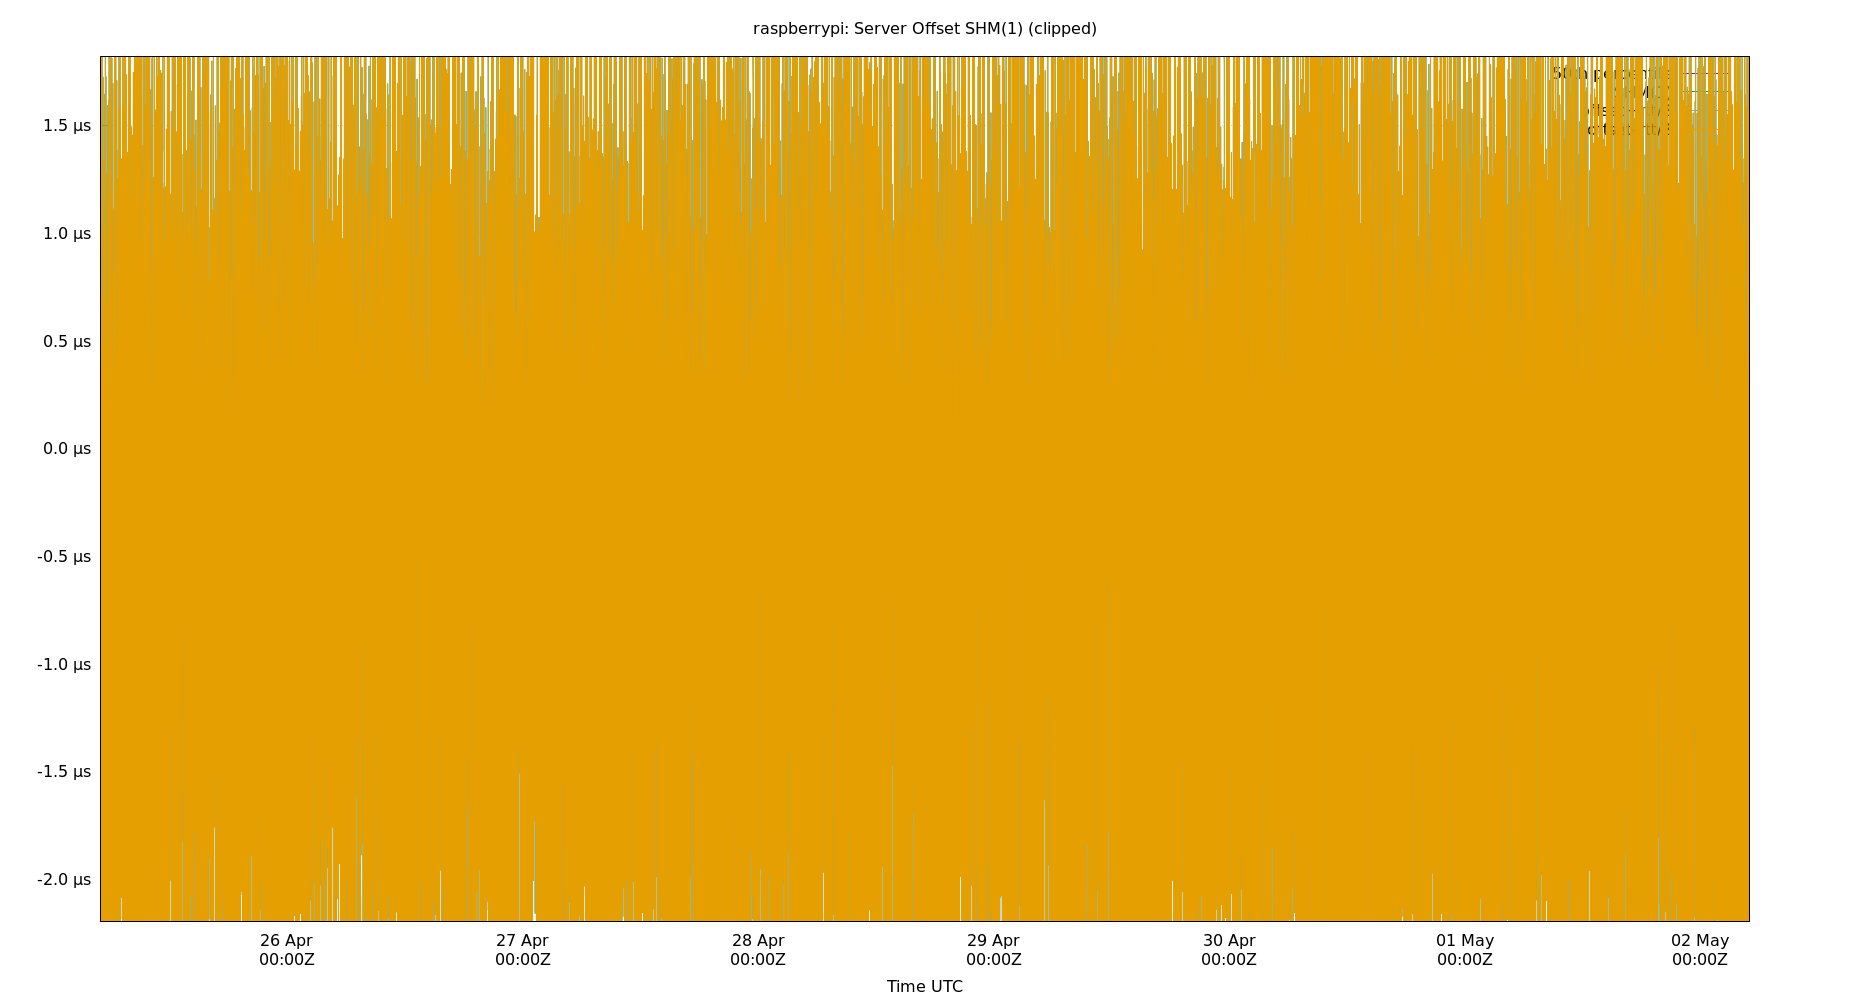 raspberrypi: Server Offset SHM(1) (clipped)
50th percentile
1.5 µs
1.0 µs
0.5 µs
0.0 µs
-0.5 µs
-1.0 µs
-1.5 µs
-2.0 µs
26 Apr 27 Apr 28 Apr 29 Apr 30 Apr 01 May 02 May
00:00Z 00:00Z 00:00Z 00:00Z 00:00Z 00:00Z 00:00Z
Time UTC